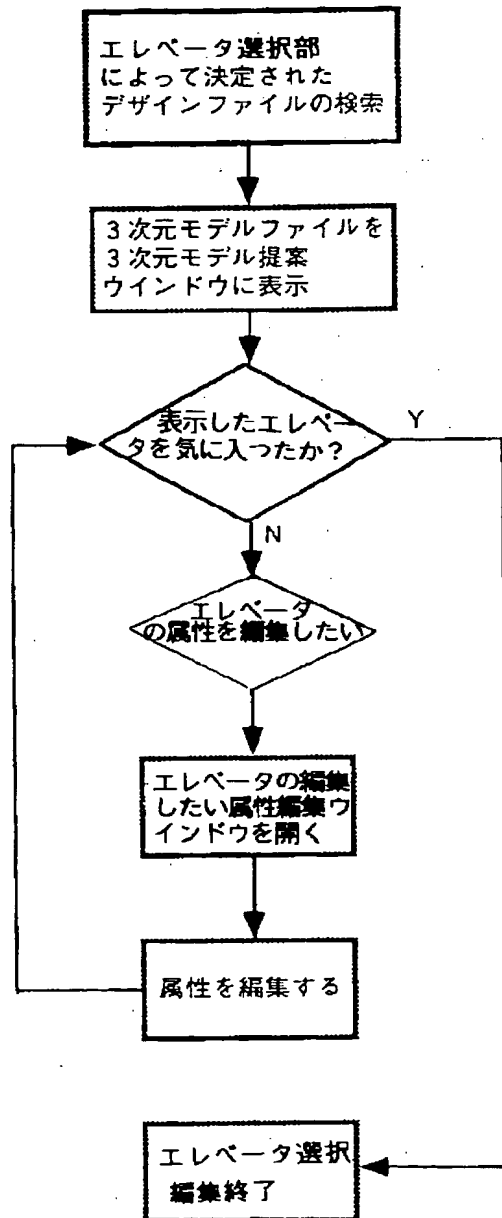 エレベータ選択部
によって決定された
デザインファイルの検索
３次元モデルファイルを
３次元モデル提案
ウインドウに表示
表示したエレベー
タを気に入つたか？
Y
N
エレベータ
の属性を編集したい
エレベータの編集
したい属性編集ウ
インドウを開く
属性を編集する
エレベータ選択
編集終了